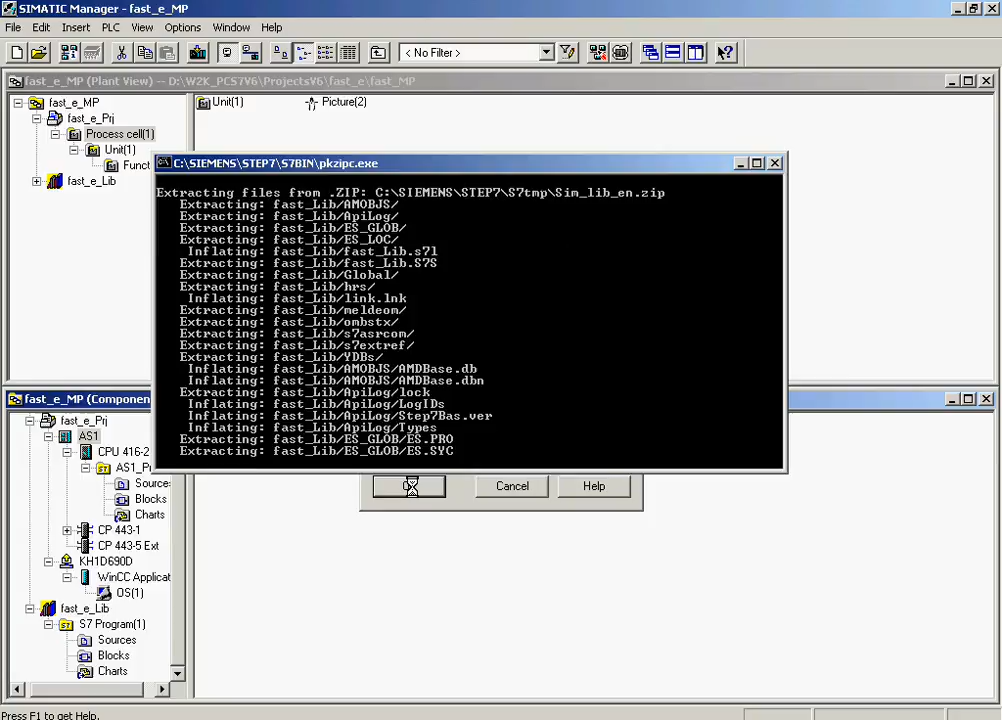 SIMATIC Manager - fast_e_MP
File Edit Insert PLC View Options Window Help
< No Filter >
fast_e_MP (Plant View) -- D:\W2K_PCS7V6\ProjectsV6\fast_e\fast_MP
fast_e_MP
fast_e_Prj
Process cell(1)
Unit(1)
Funct
fast_e_Lib
Unit(1) Picture(2)
C:\SIEMENS\STEP7\S7BIN\pkzipc.exe
Extracting files from .ZIP: C:\SIEMENS\STEP7\S7tmp\Sim_lib_en.zip
Extracting: fast_Lib/AMOBJS/
Extracting: fast_Lib/ApiLog/
Extracting: fast_Lib/ES_GLOB/
Extracting: fast_Lib/ES_LOC/
Inflating: fast_Lib/fast_Lib.s7l
Extracting: fast_Lib/fast_Lib.S7S
Extracting: fast_Lib/Global/
Extracting: fast_Lib/hrs/
Inflating: fast_Lib/link.lnk
Extracting: fast_Lib/meldeom/
Extracting: fast_Lib/ombstx/
Extracting: fast_Lib/s7asrcom/
Extracting: fast_Lib/s7extref/
Extracting: fast_Lib/YDBs/
Inflating: fast_Lib/AMOBJS/AMDBase.db
Inflating: fast_Lib/AMOBJS/AMDBase.dbn
Extracting: fast_Lib/ApiLog/lock
Inflating: fast_Lib/ApiLog/LogIDs
Inflating: fast_Lib/ApiLog/Step7Bas.ver
Inflating: fast_Lib/ApiLog/Types
Extracting: fast_Lib/ES_GLOB/ES.PRO
Extracting: fast_Lib/ES_GLOB/ES.SYC
Cancel Help
fast_e_MP (Componen
fast_e_Prj
AS1
CPU 416-2
AS1_Pr
Source
Blocks
Charts
CP 443-1
CP 443-5 Ext
KH1D690D
WinCC Applicat
OS(1)
fast_e_Lib
S7 Program(1)
Sources
Blocks
Charts
Press F1 to get Help.